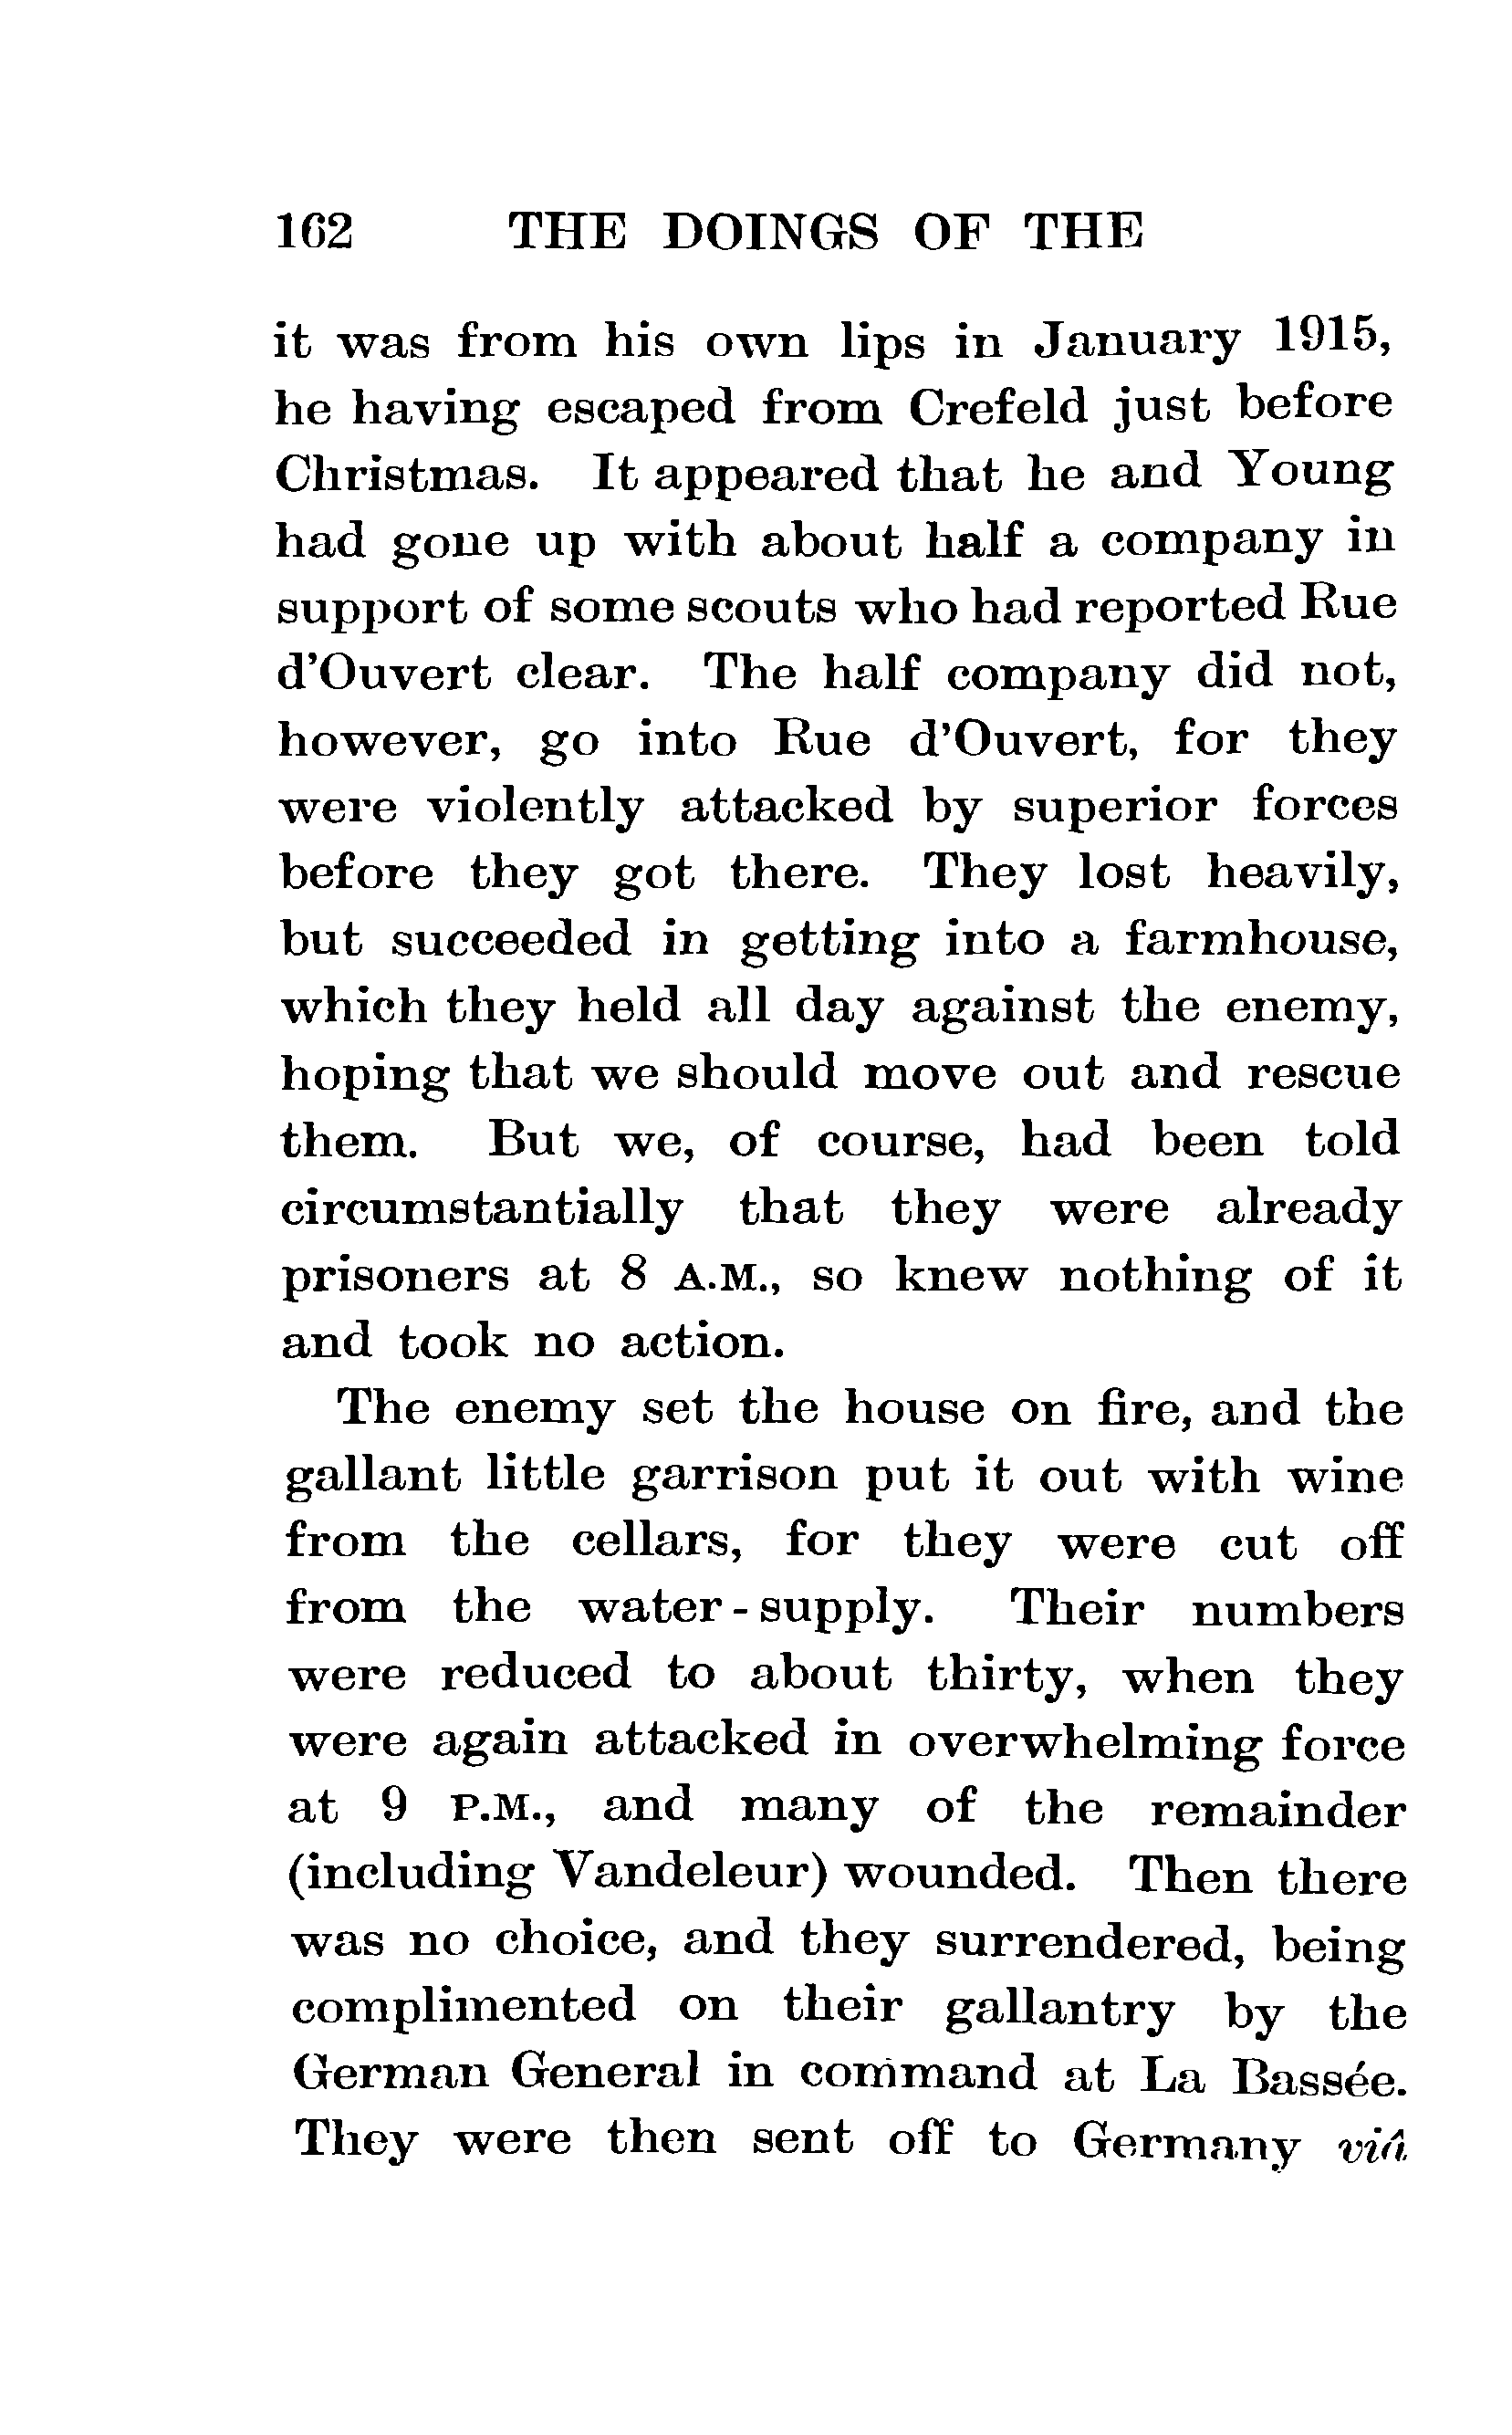 162 THE DOINGS OF THE
it was from his own lips in January 1915,
he having escaped from Crefeld just before
Christmas. It appeared that he and Young
had gone up with about half a company in
support of some scouts who had reported Rue
d'Ouvert clear. The half company did not,
however, go into Rue d'Ouvert, for they
were violently attacked by superior forces
before they got there. They lost heavily,
but succeeded in getting into a farmhouse,
which they held all day against the enemy,
hoping that we should move out and rescue
them. But we, of course, had been told
circumstantially that they were already
prisoners at 8 A.M., so knew nothing of it
and took no action.
The enemy set the house on fire, and the
gallant little garrison put it out with wine
from the cellars, for they were cut off
from the water-supply. Their numbers
were reduced to about thirty, when they
were again attacked in overwhelming force
at 9 P.M., and many of the remainder
(including Vandeleur) wounded. Then there
was no choice, and they surrendered, being
complimented on their gallantry by the
German General in command at La Bassée.
They were then sent off to Germany viâ